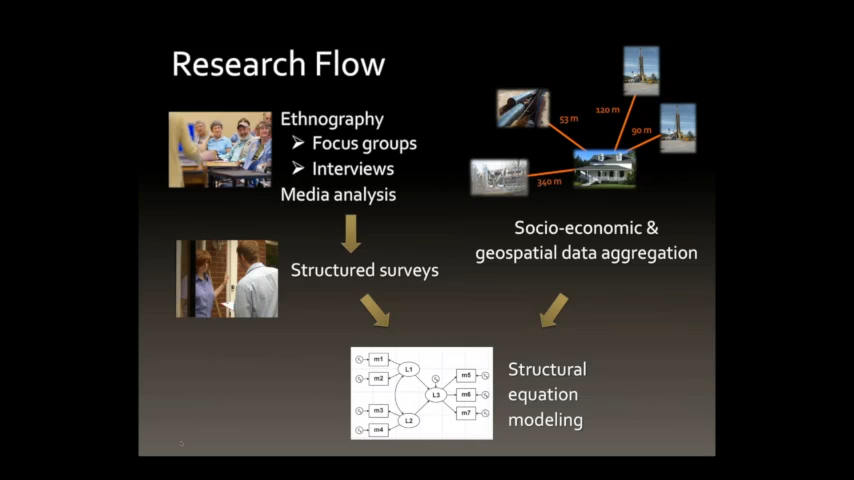 Research Flow
Ethnography
Focus groups
Interviews
Media analysis
Structured surveys
120 m
53 m
90 m
340 m
Socio-economic &
geospatial data aggregation
m1
m2
m3
m4
L1
L2
L3
m5
m6
m7
Structural
equation
modeling